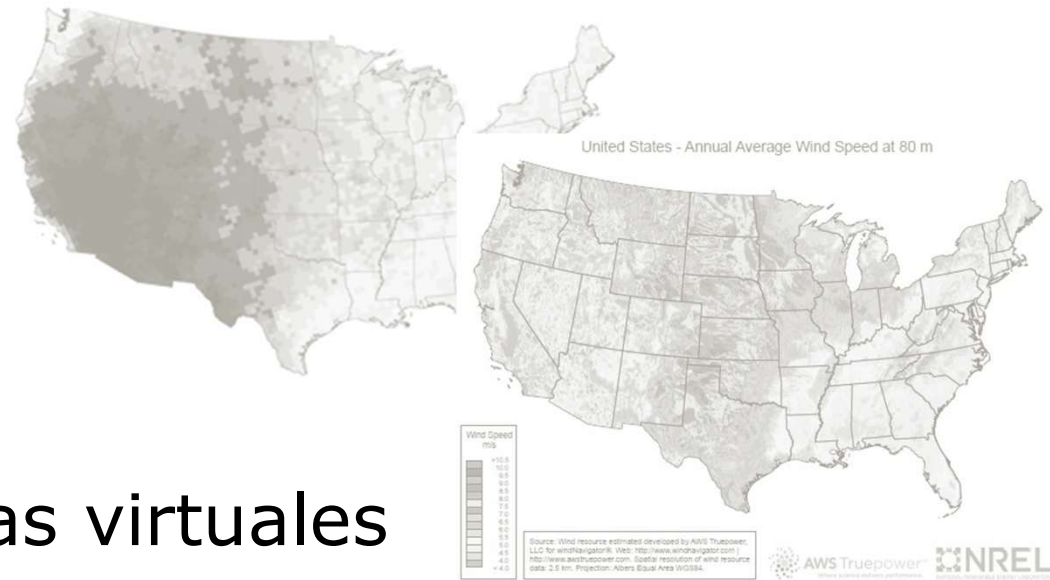 United States - Annual Average Wind Speed at 80 m
Wind Speed
m/s
>10.5
10.0
9.5
9.0
8.5
8.0
7.5
7.0
6.5
6.0
5.5
5.0
4.5
4.0
< 4.0
as virtuales
Source: Wind resource estimated developed by AWS Truepower,
LLC for windNavigator®. Web: http://www.windnavigator.com |
http://www.awstruepower.com. Spatial resolution of wind resource
data: 2.5 km. Projection: Albers Equal Area WGS84.
AWS Truepower
NREL